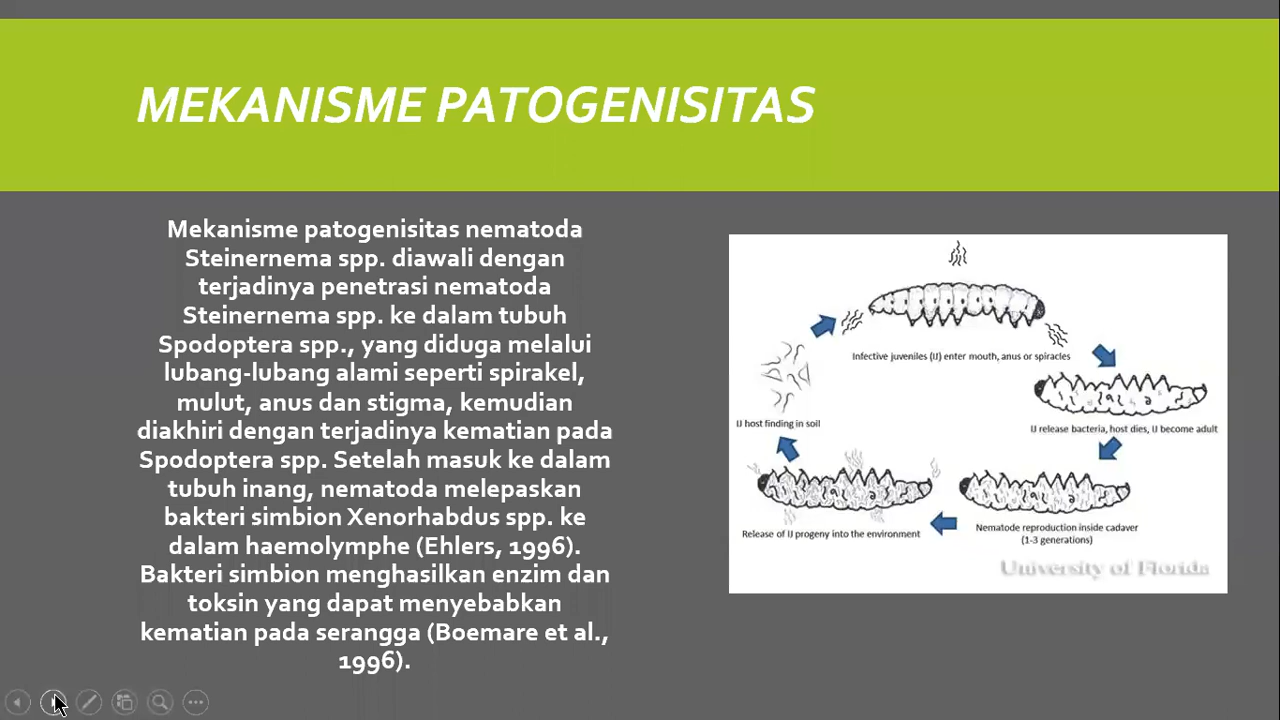 MEKANISME PATOGENISITAS
Mekanisme patogenisitas nematoda
Steinernema spp. diawali dengan
terjadinya penetrasi nematoda
Steinernema spp. ke dalam tubuh
Spodoptera spp., yang diduga melalui
lubang-lubang alami seperti spirakel,
mulut, anus dan stigma, kemudian
diakhiri dengan terjadinya kematian pada
Spodoptera spp. Setelah masuk ke dalam
tubuh inang, nematoda melepaskan
bakteri simbion Xenorhabdus spp. ke
dalam haemolymphe (Ehlers, 1996).
Bakteri simbion menghasilkan enzim dan
toksin yang dapat menyebabkan
kematian pada serangga (Boemare et al.,
1996).
Infective juveniles (IJ) enter mouth, anus or spiracles
IJ release bacteria, host dies, IJ become adult
Nematode reproduction inside cadaver
(1-3 generations)
Release of IJ progeny into the environment
IJ host finding in soil
University of Florida